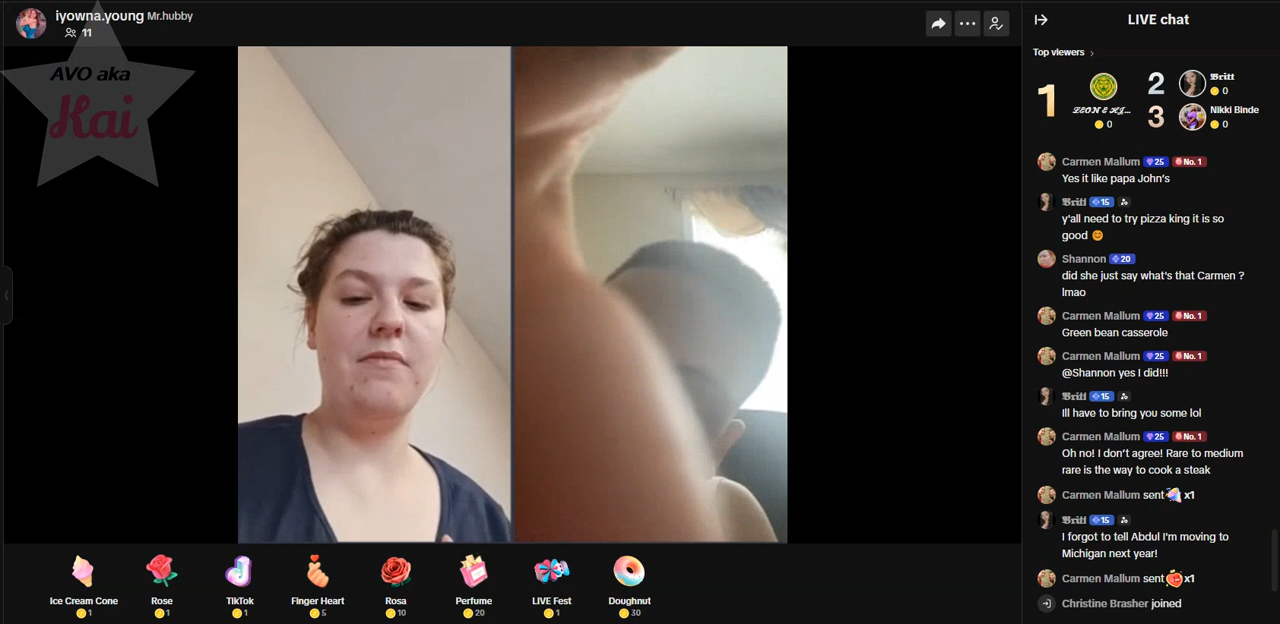 iyowna.young Mr.hubby
11
AVO aka
Kai
LIVE chat
Top viewers
1
0
2
Britt
0
3
Nikki Binde
0
Carmen Mallum 25 No. 1
Yes it like papa John's
Britt 15
y'all need to try pizza king it is so
good 😊
Shannon 20
did she just say what's that Carmen ?
lmao
Carmen Mallum 25 No. 1
Green bean casserole
Carmen Mallum 25 No. 1
@Shannon yes I did!!!
Britt 15
Ill have to bring you some lol
Carmen Mallum 25 No. 1
Oh no! I don't agree! Rare to medium
rare is the way to cook a steak
Carmen Mallum sent x1
Britt 15
I forgot to tell Abdul I'm moving to
Michigan next year!
Carmen Mallum sent x1
Christine Brasher joined
Ice Cream Cone
1
Rose
1
TikTok
1
Finger Heart
5
Rosa
10
Perfume
20
LIVE Fest
1
Doughnut
30